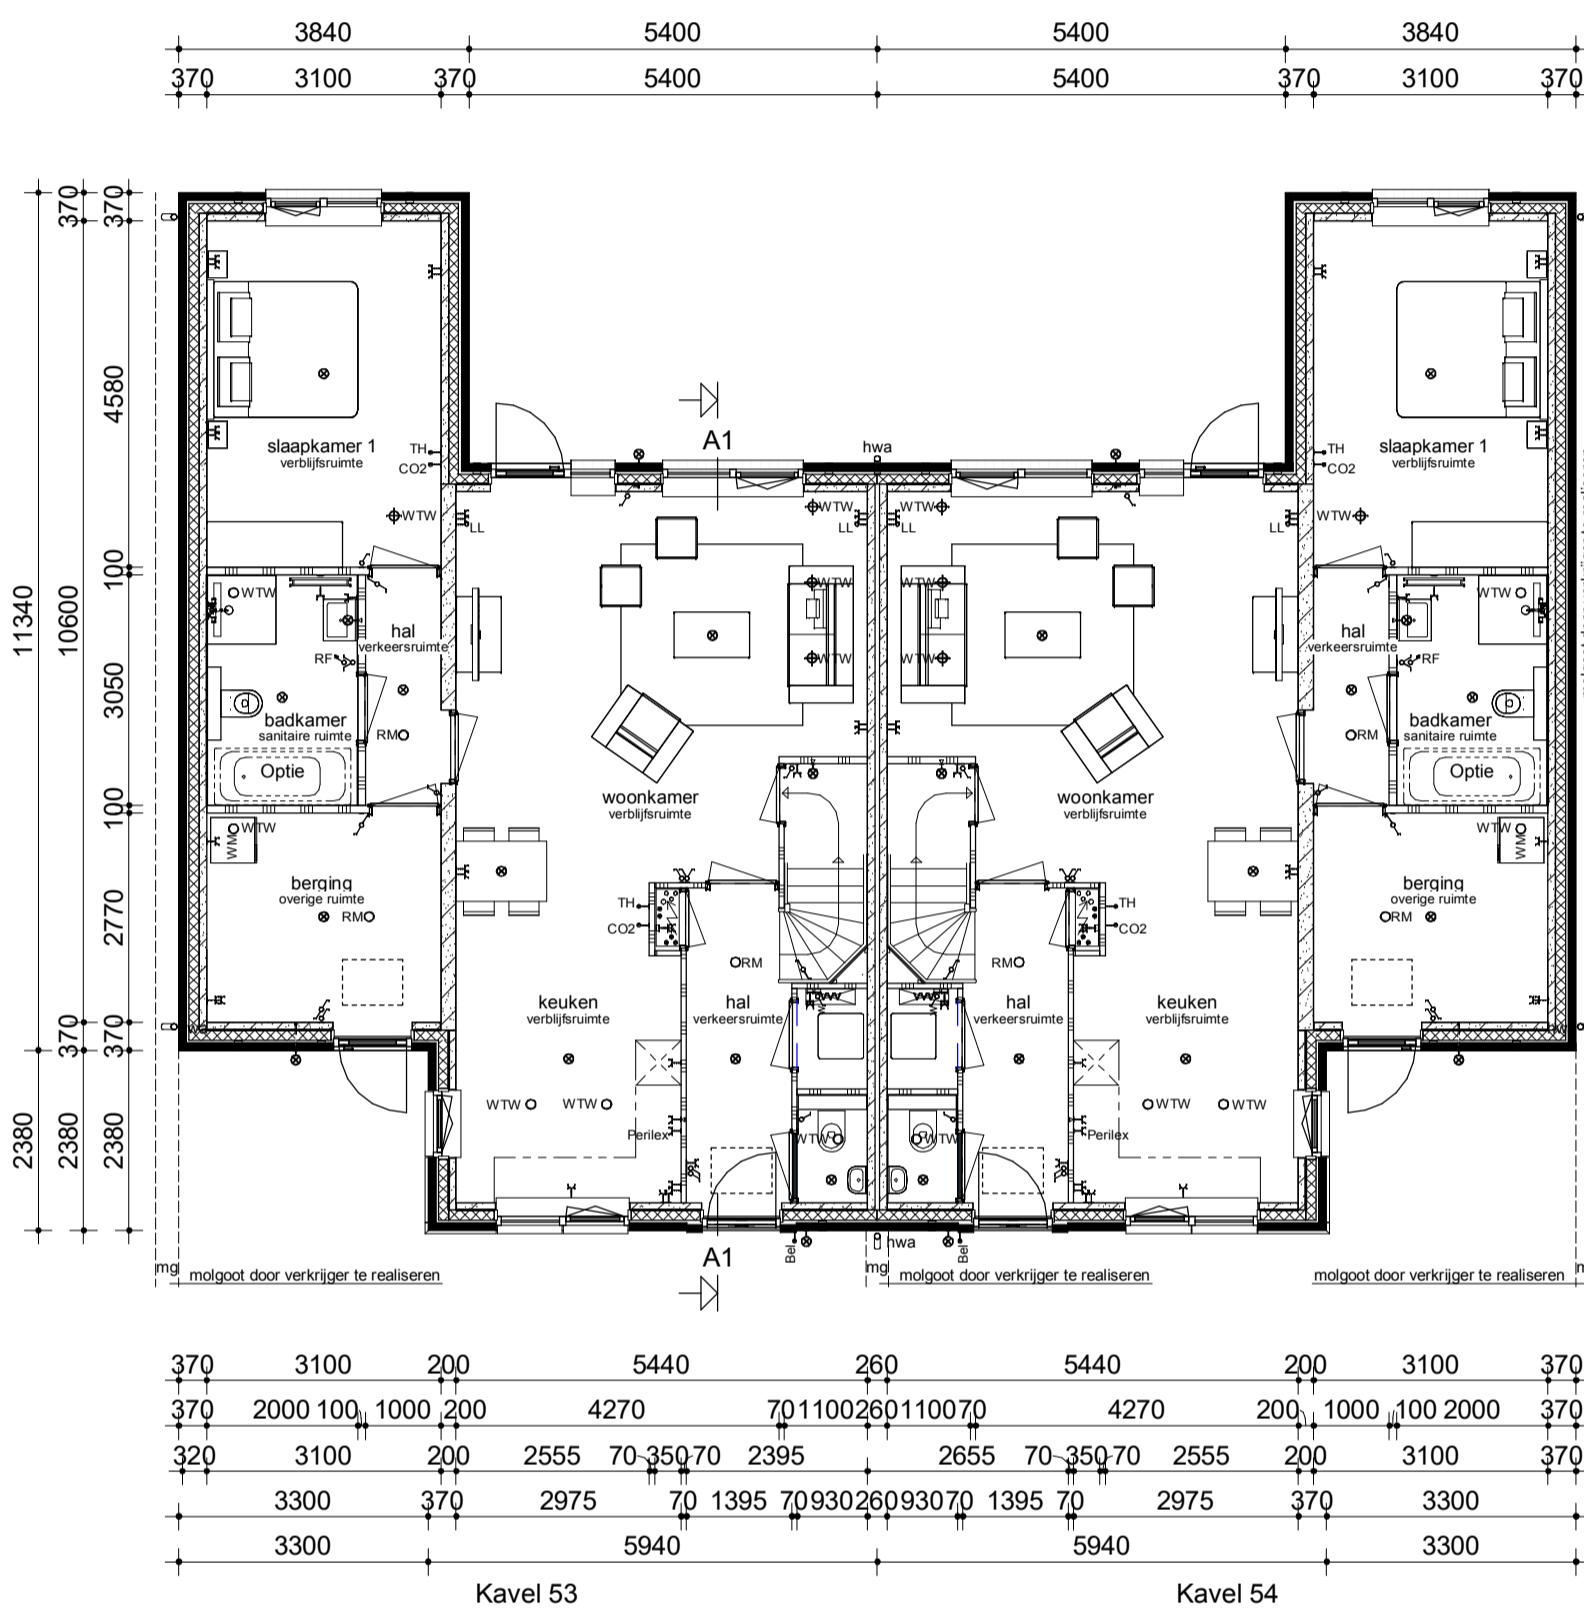 3840 5400 5400 3840
370 3100 370 5400 5400 370 3100 370
370 370 370
4580
slaapkamer 1
verblijfsruimte
TH
CO2
A1
hwa
slaapkamer 1
verblijfsruimte
TH
CO2
WTW LL WTW LL LL WTW LL WTW
100
11340 10600
WTW WTW WTW WTW
hal
verkeersruimte
hal
verkeersruimte
RF WTW WTW RF
3050
badkamer
sanitaire ruimte
RM
RM
badkamer
sanitaire ruimte
Optie
Optie
woonkamer
verblijfsruimte
woonkamer
verblijfsruimte
100
WTW
WM
WTW
WM
berging
overige ruimte
RM
berging
overige ruimte
RM
TH
CO2
TH
CO2
2770
RM
RM
keuken
verblijfsruimte
hal
verkeersruimte
hal
verkeersruimte
keuken
verblijfsruimte
370 370
WTW WTW WTW WTW
2380 2380 2380
Perilex WTW WTW Perilex
Bel
hwa
Bel
A1
mg molgoot door verkrijger te realiseren
mg molgoot door verkrijger te realiseren
molgoot door verkrijger te realiseren
370 3100 200 5440 260 5440 200 3100 370
370 2000 100 1000 200 4270 70 1100 260 1100 70 4270 200 1000 100 2000 370
320 3100 200 2555 70 350 70 2395 2655 70 350 70 2555 200 3100 370
3300 370 2975 70 1395 70 930 260 930 70 1395 70 2975 370 3300
3300 5940 5940 3300
Kavel 53 Kavel 54